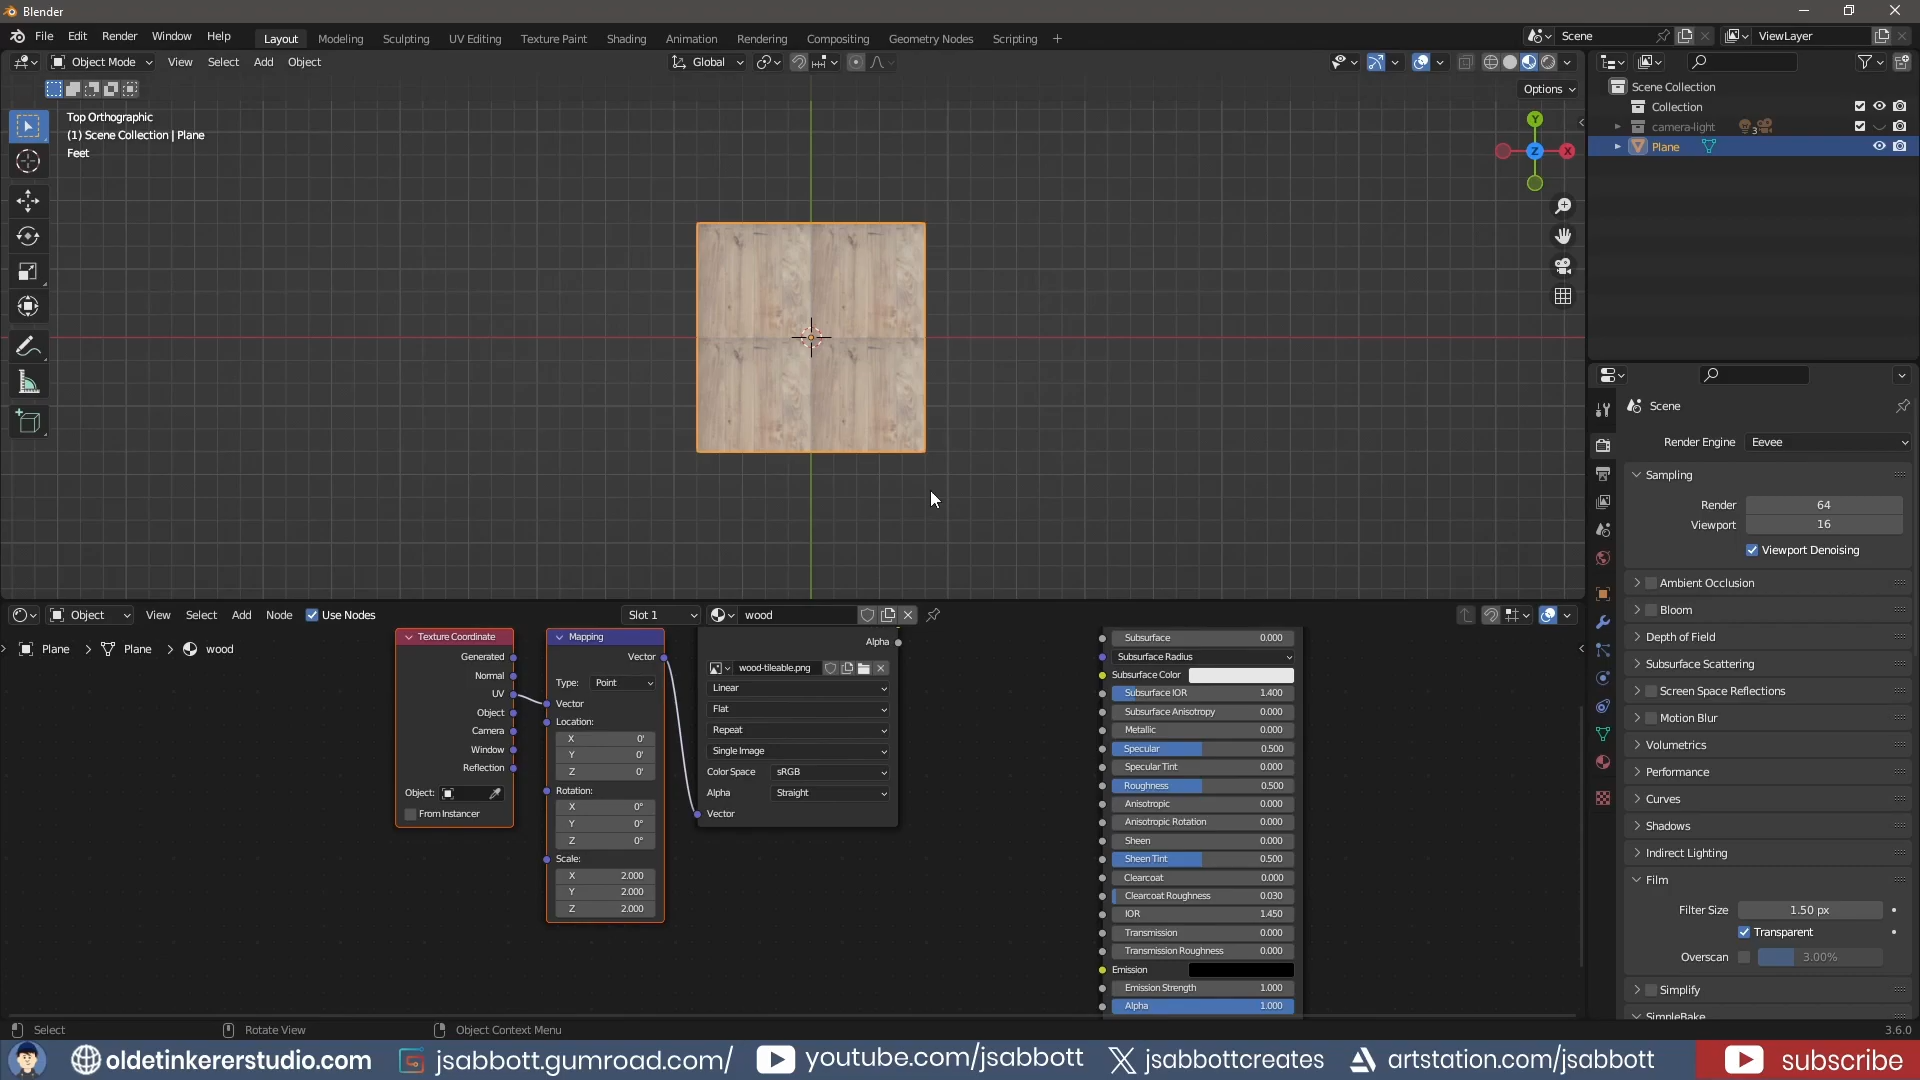 Blender
File Edit Render Window Help
Layout Modeling Sculpting UV Editing Texture Paint Shading Animation Rendering Compositing Geometry Nodes Scripting +
Scene ViewLayer
Object Mode View Select Add Object
Global
Options
Top Orthographic
(1) Scene Collection | Plane
Feet
Y
Z
X
Scene Collection
Collection
camera-light 3
Plane
Scene
Render Engine Eevee
Sampling
Render 64
Viewport 16
Viewport Denoising
Ambient Occlusion
Bloom
Depth of Field
Subsurface Scattering
Screen Space Reflections
Motion Blur
Volumetrics
Performance
Curves
Shadows
Indirect Lighting
Film
Filter Size 1.50 px
Transparent
Overscan 3.00%
Simplify
SimpleBake
Object View Select Add Node Use Nodes
Slot 1 wood
Plane > Plane > wood
Texture Coordinate
Generated
Normal
UV
Object
Camera
Window
Reflection
Object:
From Instancer
Mapping
Vector
Type: Point
Vector
Location:
X 0'
Y 0'
Z 0'
Rotation:
X 0°
Y 0°
Z 0°
Scale:
X 2.000
Y 2.000
Z 2.000
Alpha
wood-tileable.png
Linear
Flat
Repeat
Single Image
Color Space sRGB
Alpha Straight
Vector
Subsurface 0.000
Subsurface Radius
Subsurface Color
Subsurface IOR 1.400
Subsurface Anisotropy 0.000
Metallic 0.000
Specular 0.500
Specular Tint 0.000
Roughness 0.500
Anisotropic 0.000
Anisotropic Rotation 0.000
Sheen 0.000
Sheen Tint 0.500
Clearcoat 0.000
Clearcoat Roughness 0.030
IOR 1.450
Transmission 0.000
Transmission Roughness 0.000
Emission
Emission Strength 1.000
Alpha 1.000
Select Rotate View Object Context Menu
3.6.0
oldetinkererstudio.com jsabbott.gumroad.com/ youtube.com/jsabbott jsabbottcreates artstation.com/jsabbott subscribe